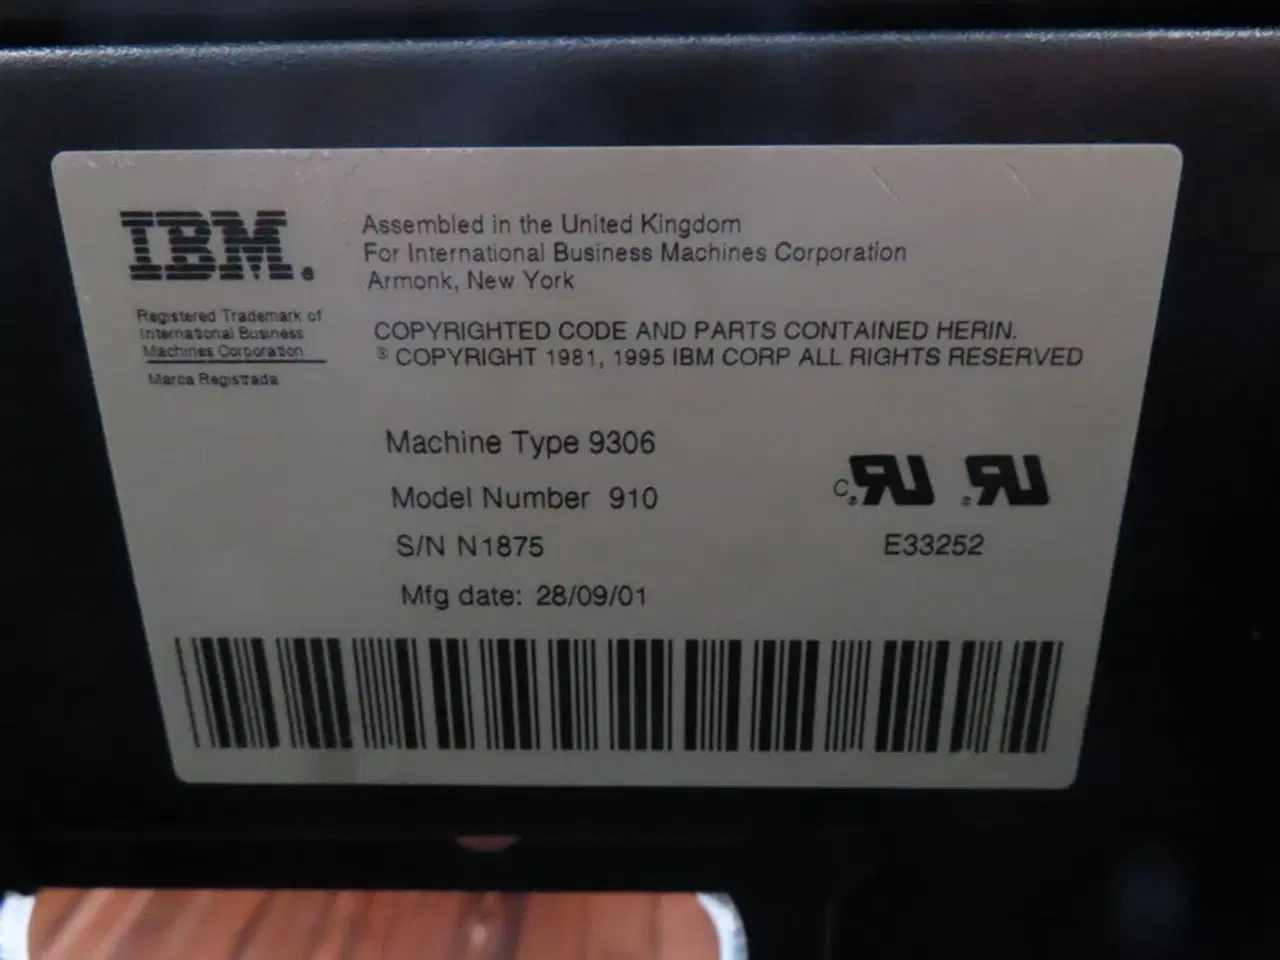 IBM®
Registered Trademark of
International Business
Machines Corporation
Marca Registrada
Assembled in the United Kingdom
For International Business Machines Corporation
Armonk, New York
COPYRIGHTED CODE AND PARTS CONTAINED HERIN.
® COPYRIGHT 1981, 1995 IBM CORP ALL RIGHTS RESERVED
Machine Type 9306
Model Number 910
S/N N1875
Mfg date: 28/09/01
C RU RU
E33252